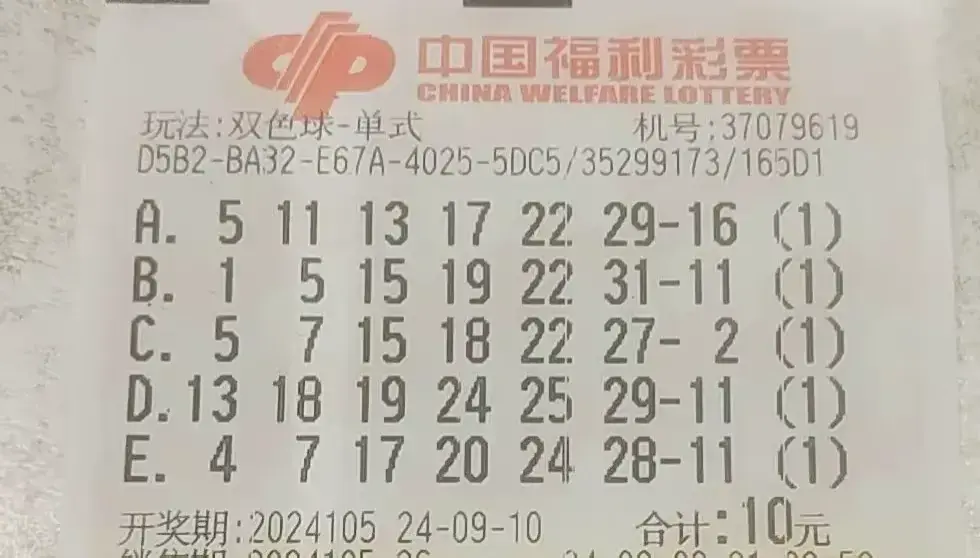 中国福利彩票
CHINA WELFARE LOTTERY
玩法:双色球-单式 机号:37079619
D5B2-BA32-E67A-4025-5DC5/35299173/165D1
A. 5 11 13 17 22 29-16 (1)
B. 1 5 15 19 22 31-11 (1)
C. 5 7 15 18 22 27- 2 (1)
D. 13 18 19 24 25 29-11 (1)
E. 4 7 17 20 24 28-11 (1)
开奖期:2024105 24-09-10 合计:10元